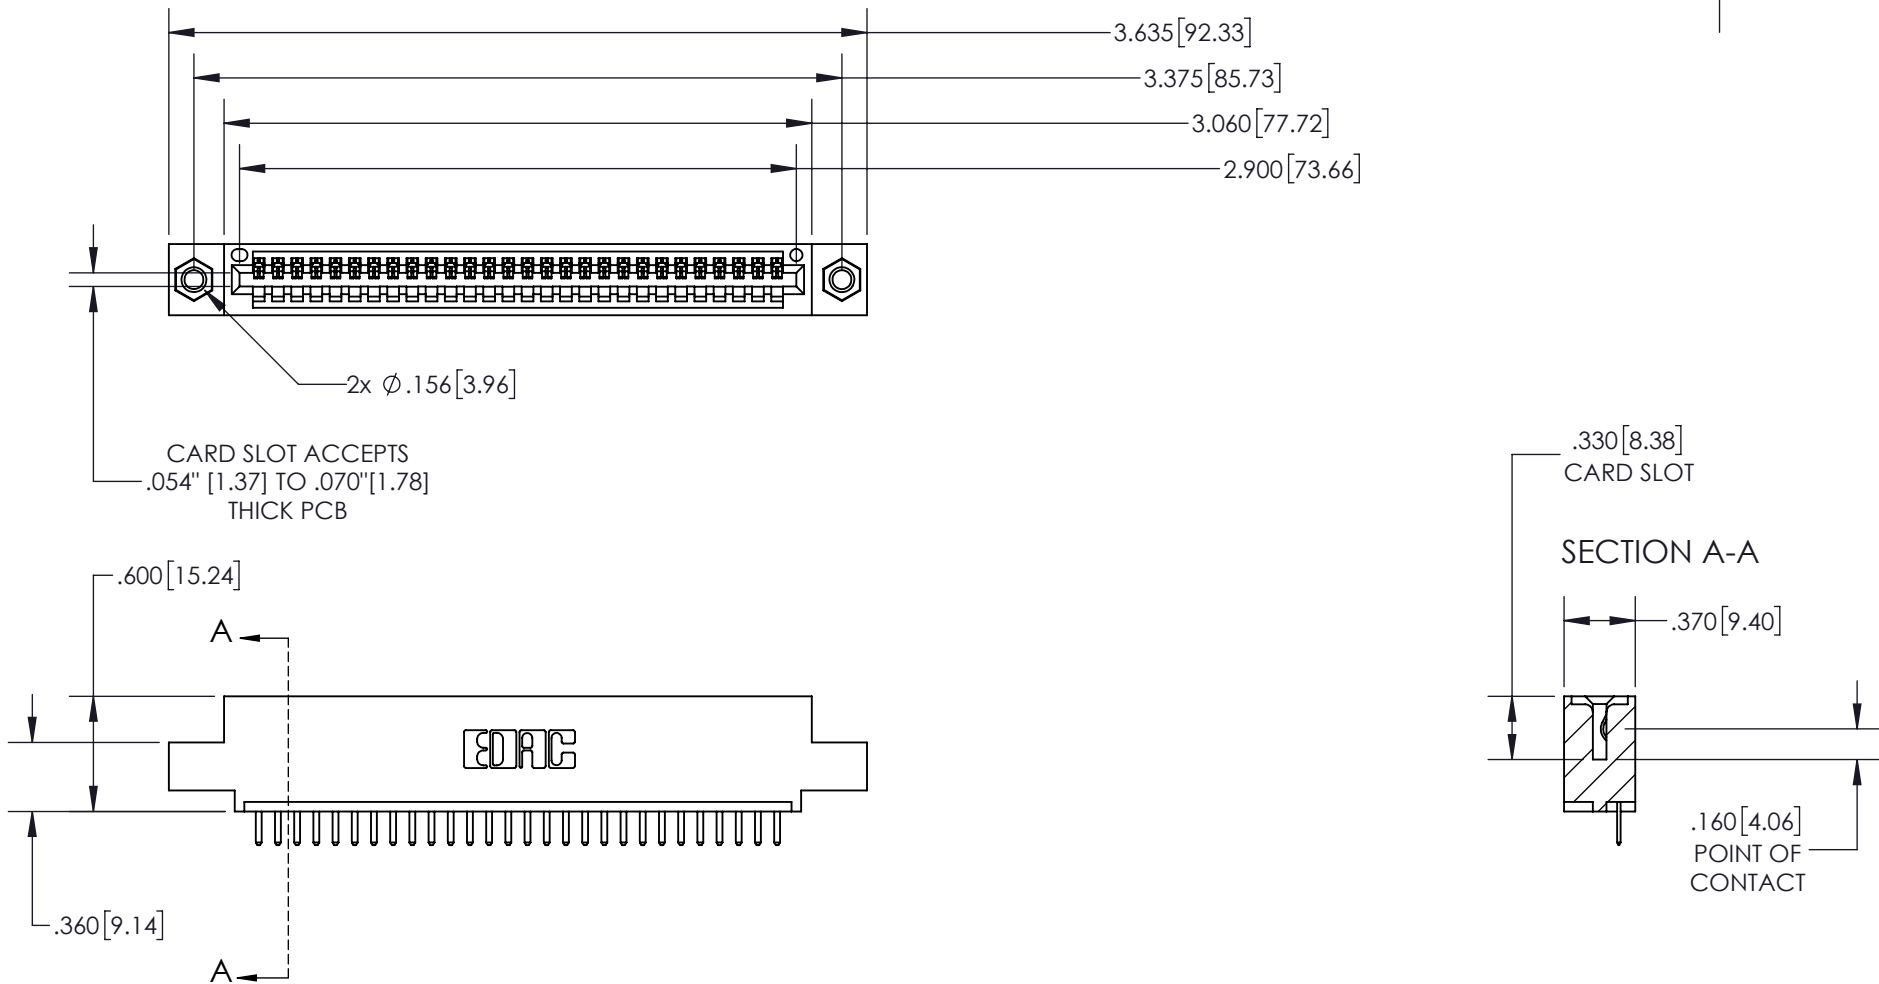 3.635[92.33]
3.375[85.73]
3.060[77.72]
2.900[73.66]
2x ∅.156[3.96]
CARD SLOT ACCEPTS
.054" [1.37] TO .070"[1.78]
THICK PCB
.330[8.38]
CARD SLOT
SECTION A-A
.600[15.24]
.370[9.40]
A
EDAC
.160[4.06]
POINT OF
CONTACT
.360[9.14]
A